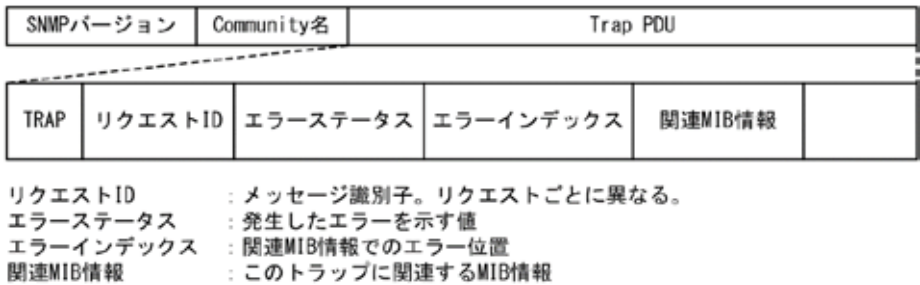 SNMPバージョン Community名 Trap PDU
TRAP リクエストID エラーステータス エラーインデックス 関連MIB情報
リクエストID :メッセージ識別子。リクエストごとに異なる。
エラーステータス :発生したエラーを示す値
エラーインデックス :関連MIB情報でのエラー位置
関連MIB情報 :このトラップに関連するMIB情報